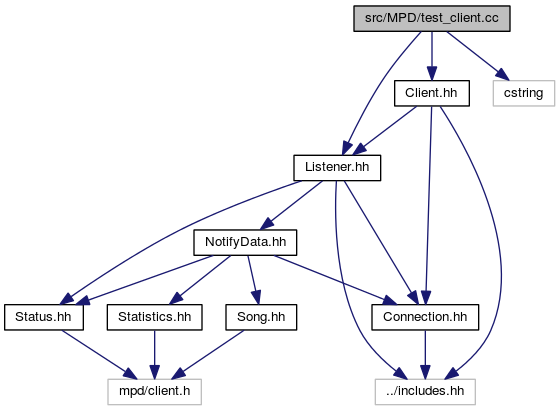 src/MPD/test_client.cc
Client.hh
cstring
Listener.hh
NotifyData.hh
Status.hh
Statistics.hh
Song.hh
Connection.hh
mpd/client.h
../includes.hh